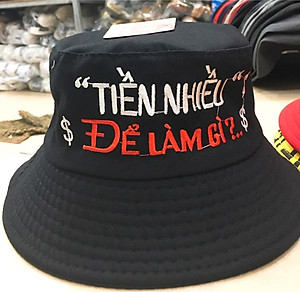 “TIỀN NHIỀU“
$ ĐỂ LÀM GÌ?.. $